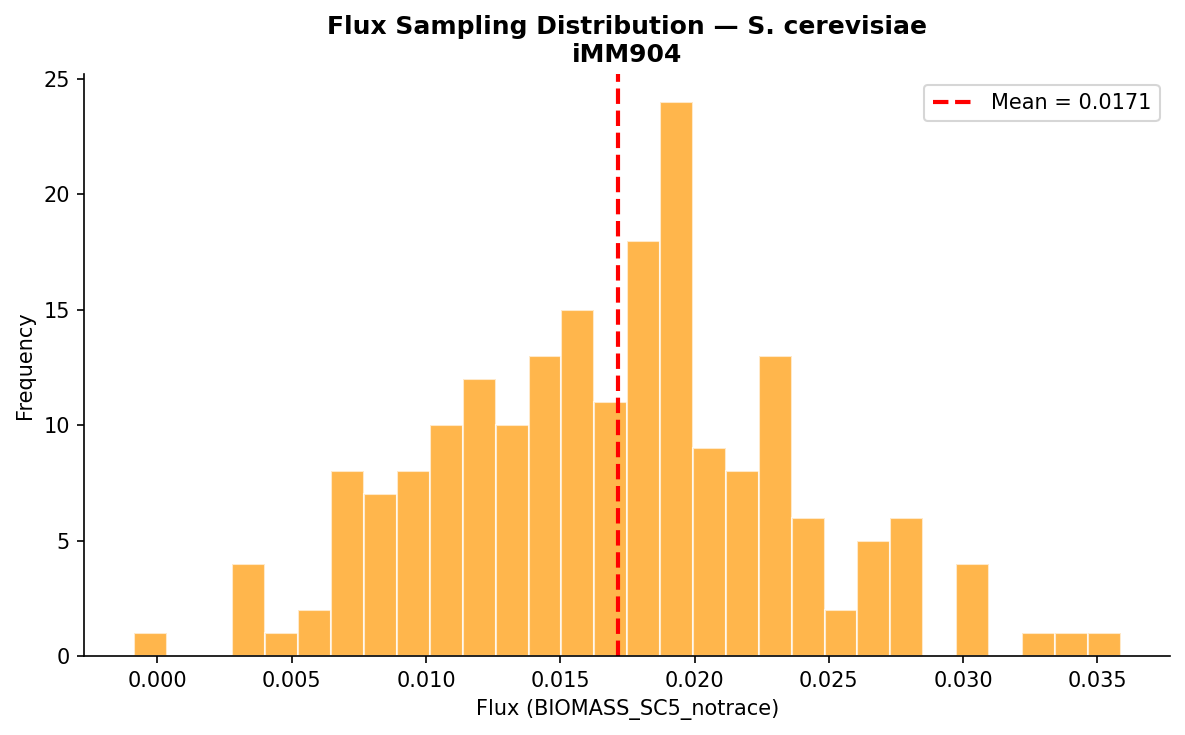 Flux Sampling Distribution — S. cerevisiae
iMM904
Mean = 0.0171
Frequency
25
20
15
10
5
0
0.000 0.005 0.010 0.015 0.020 0.025 0.030 0.035
Flux (BIOMASS_SC5_notrace)